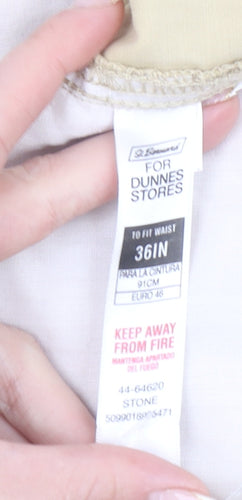 St. Bernard
FOR
DUNNES
STORES
TO FIT WAIST
36IN
PARA LA CINTURA
91CM
EURO 46
KEEP AWAY
FROM FIRE
MANTENGA APARTADO
DEL FUEGO
44-64620
STONE